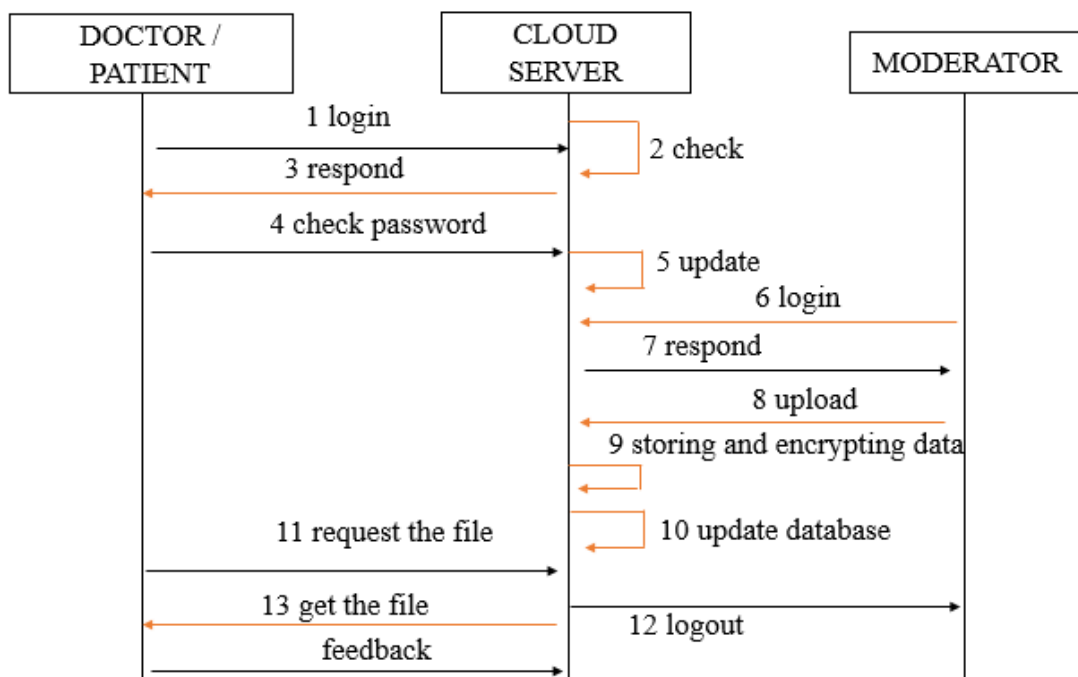 DOCTOR /
PATIENT
CLOUD
SERVER
MODERATOR
1 login
2 check
3 respond
4 check password
5 update
6 login
7 respond
8 upload
9 storing and encrypting data
11 request the file
10 update database
13 get the file
12 logout
feedback